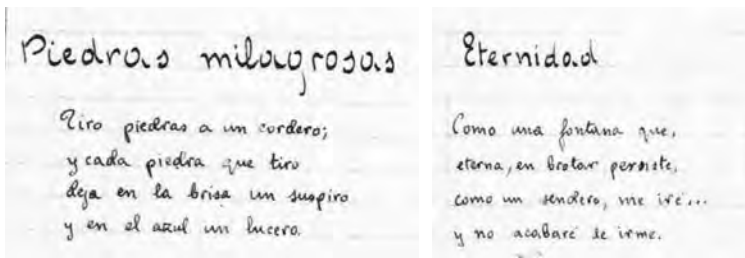 Piedras milagrosas
Tiro piedras a un cordero;
y cada piedra que tiro
deja en la brisa un suspiro
y en el azul un lucero.
Eternidad
Como una fontana que,
eterna, en brotar persiste,
como un sendero, me iré...
y no acabaré de irme.